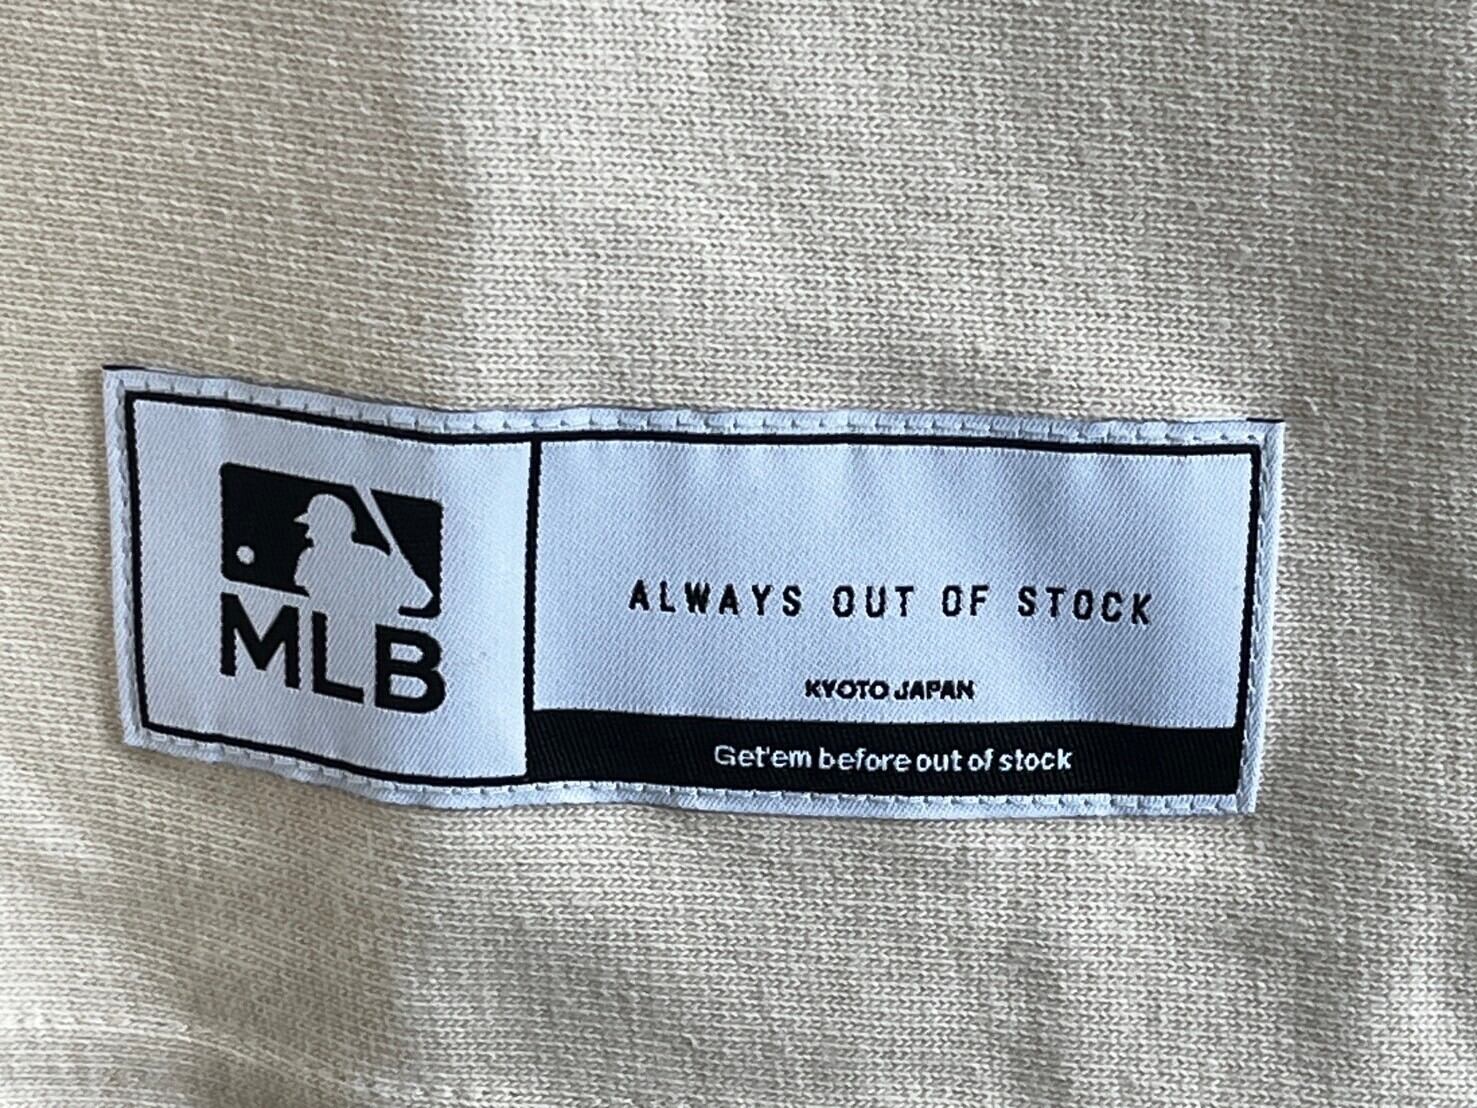 MLB
ALWAYS OUT OF STOCK
KYOTO JAPAN
Get'em before out of stock